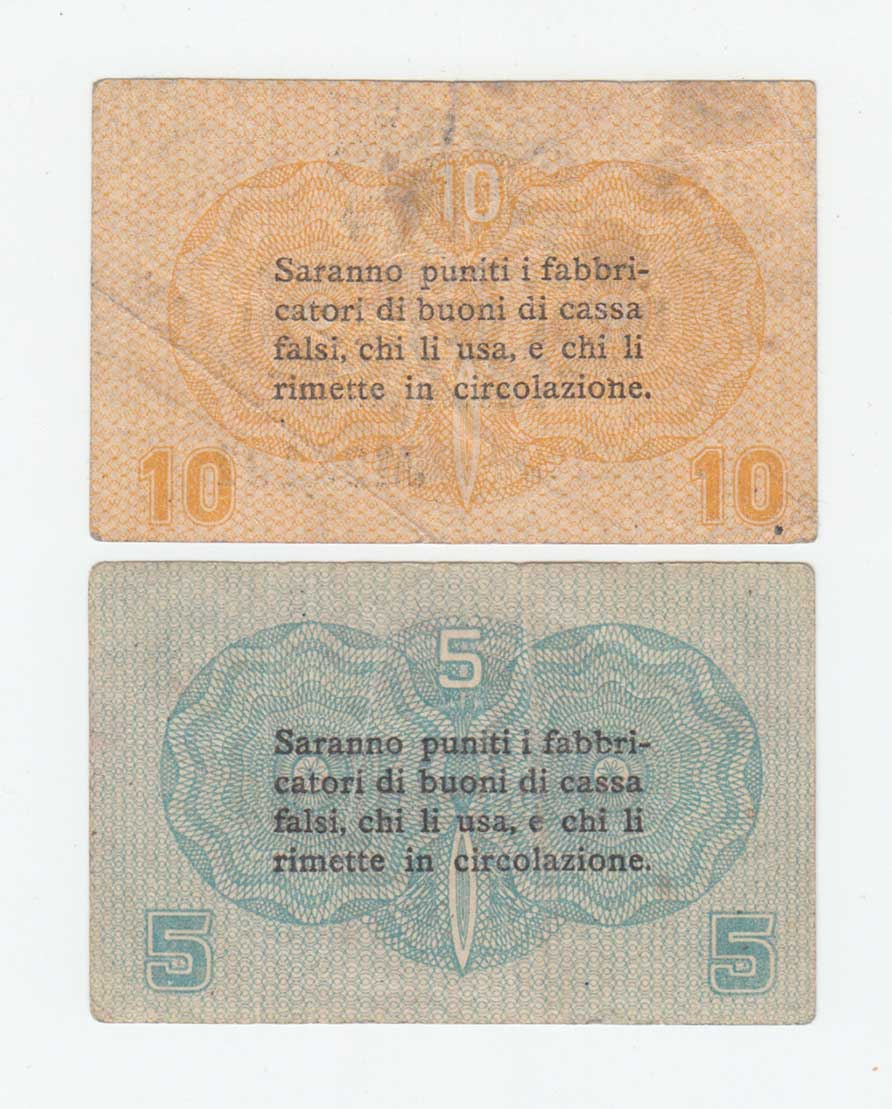 10
Saranno puniti i fabbri-
catori di buoni di cassa
falsi, chi li usa, e chi li
rimette in circolazione.
10 10
5
Saranno puniti i fabbri-
catori di buoni di cassa
falsi, chi li usa, e chi li
rimette in circolazione.
5 5